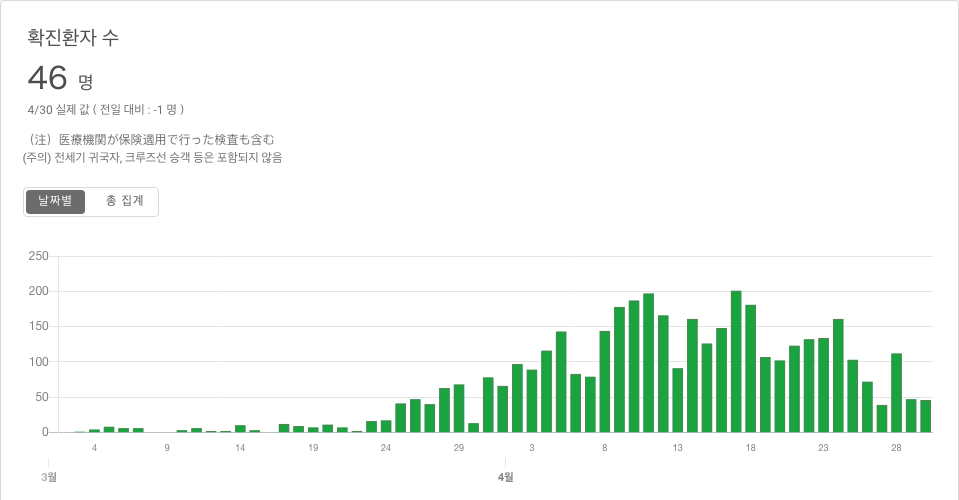 확진환자 수
46 명
4/30 실제 값 ( 전일 대비 : -1 명 )
（注）医療機関が保険適用で行った検査も含む
(주의) 전세기 귀국자, 크루즈선 승객 등은 포함되지 않음
날짜별 총 집계
250
200
150
100
50
0
4 9 14 19 24 29 3 8 13 18 23 28
3월 4월